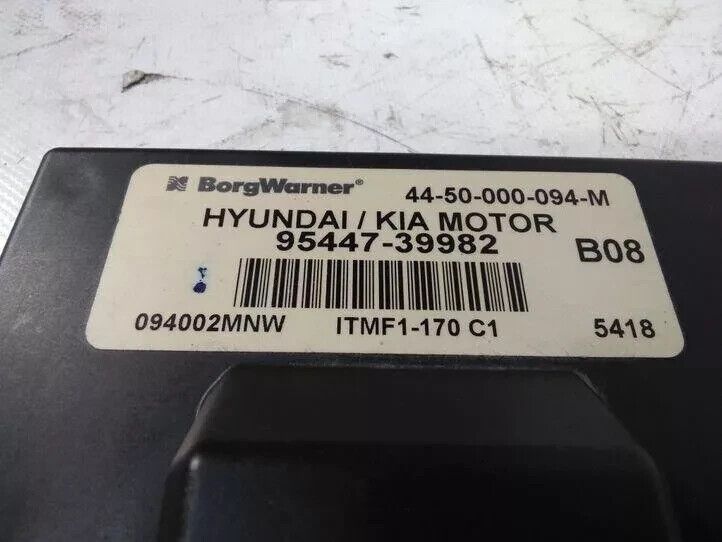 BorgWarner® 44-50-000-094-M
HYUNDAI / KIA MOTOR
95447-39982 B08
094002MNW ITMF1-170 C1 5418